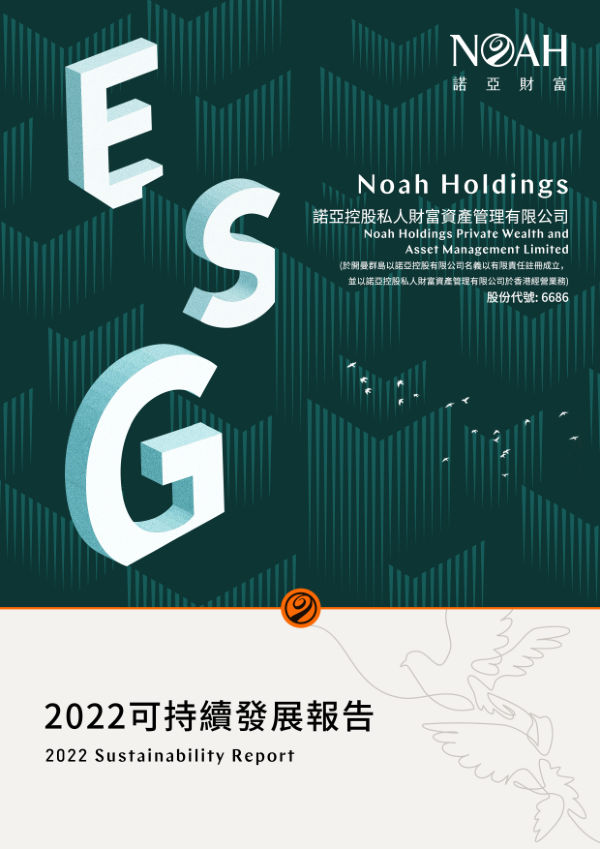 E
S
G
NOAH
諾亞財富
Noah Holdings
諾亞控股私人財富資產管理有限公司
Noah Holdings Private Wealth and
Asset Management Limited
(於開曼群島以諾亞控股有限公司名義以有限責任註冊成立，
並以諾亞控股私人財富資產管理有限公司於香港經營業務)
股份代號: 6686
2022可持續發展報告
2022 Sustainability Report